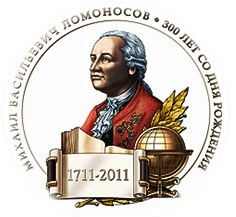 МИХАИЛ ВАСИЛЬЕВИЧ ЛОМОНОСОВ • 300 ЛЕТ СО ДНЯ РОЖДЕНИЯ
1711-2011